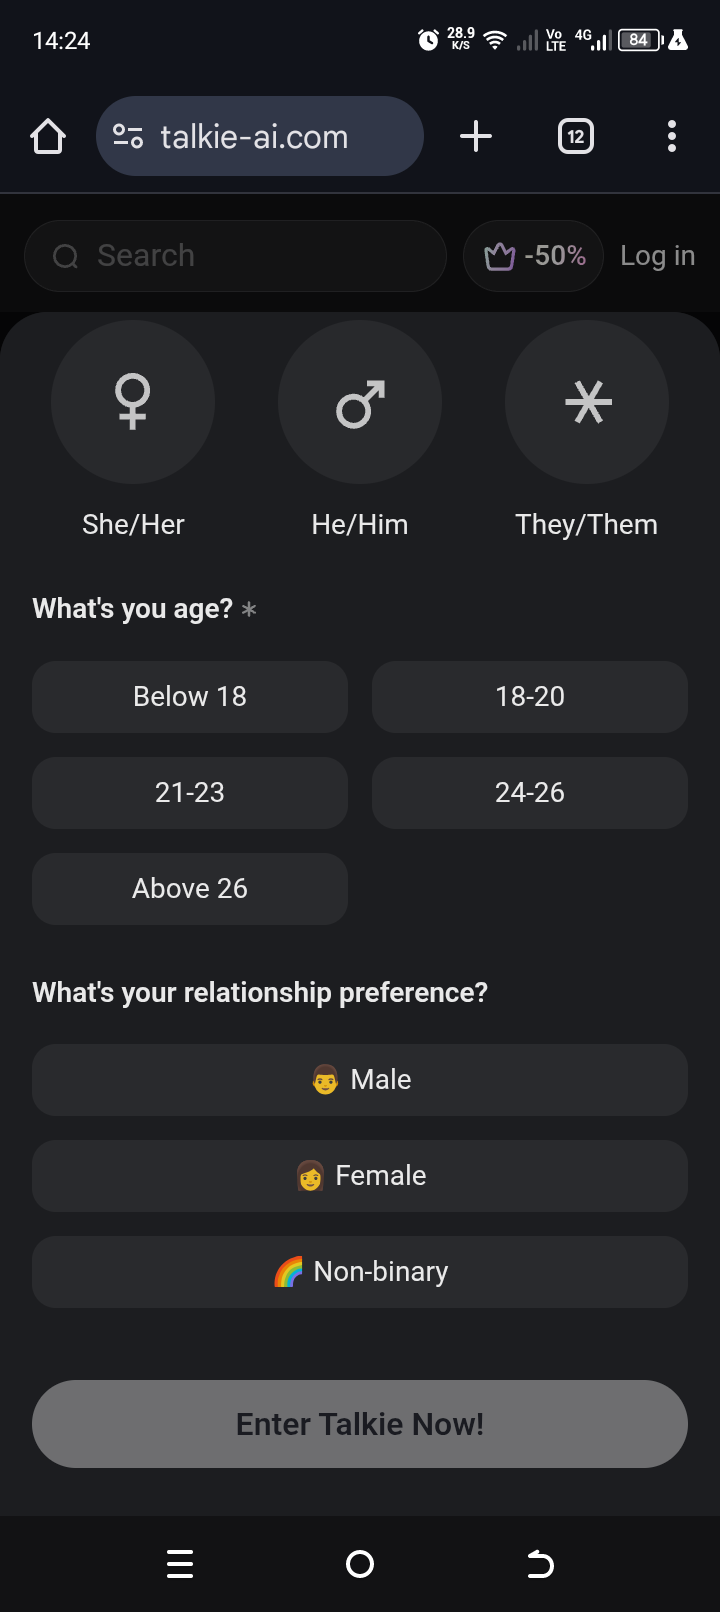 14:24
28.9 K/S
Vo LTE
4G
84
talkie-ai.com
12
Search
-50%
Log in
She/Her
He/Him
They/Them
What's you age? *
Below 18
18-20
21-23
24-26
Above 26
What's your relationship preference?
👨 Male
👩 Female
🌈 Non-binary
Enter Talkie Now!